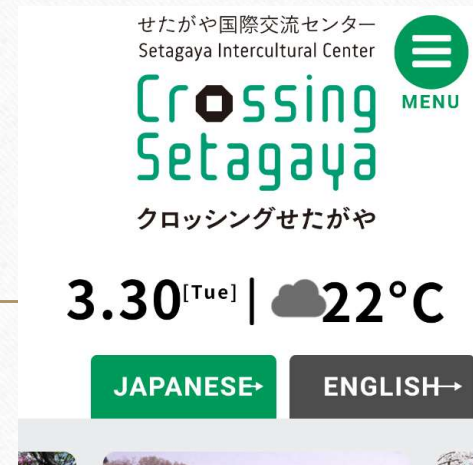 せたがや国際交流センター
Setagaya Intercultural Center
Crossing
Setagaya
クロッシングせたがや
MENU
3.30[Tue] | 22°C
JAPANESE→
ENGLISH→